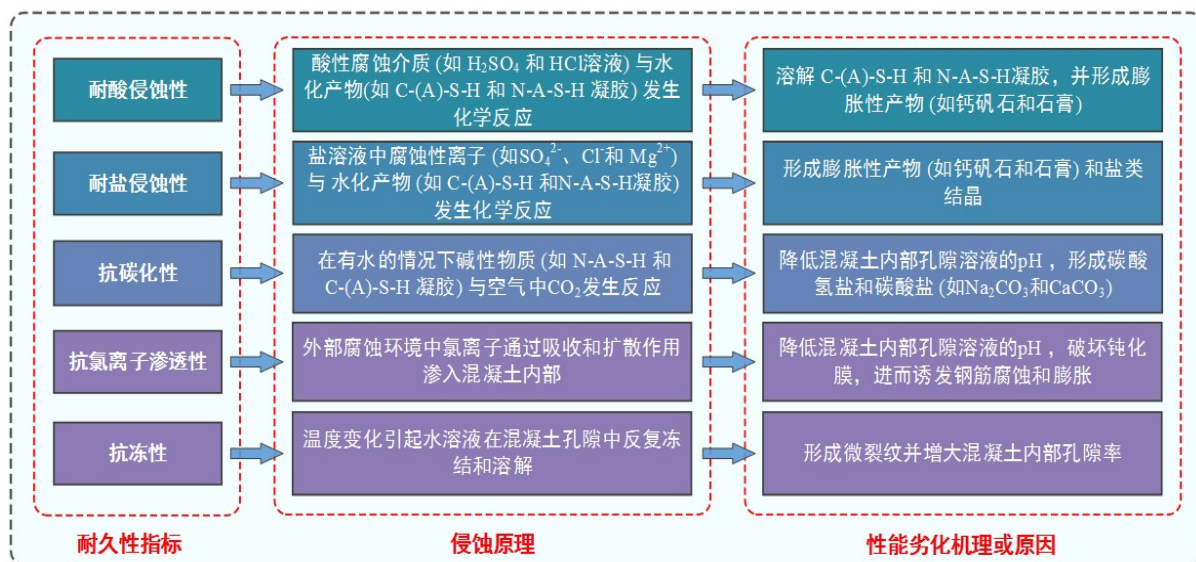 耐酸侵蚀性
酸性腐蚀介质 (如 H₂SO₄ 和 HCl溶液) 与水
化产物(如 C-(A)-S-H 和 N-A-S-H 凝胶) 发生
化学反应
溶解 C-(A)-S-H 和 N-A-S-H凝胶，并形成膨
胀性产物 (如钙矾石和石膏)
耐盐侵蚀性
盐溶液中腐蚀性离子 (如SO₄²⁻、Cl⁻和 Mg²⁺)
与 水化产物 (如 C-(A)-S-H 和N-A-S-H凝胶)
发生化学反应
形成膨胀性产物 (如钙矾石和石膏) 和盐类
结晶
抗碳化性
在有水的情况下碱性物质 (如 N-A-S-H 和
C-(A)-S-H 凝胶) 与空气中CO₂发生反应
降低混凝土内部孔隙溶液的pH ，形成碳酸
氢盐和碳酸盐 (如Na₂CO₃和CaCO₃)
抗氯离子渗透性
外部腐蚀环境中氯离子通过吸收和扩散作用
渗入混凝土内部
降低混凝土内部孔隙溶液的pH ，破坏钝化
膜，进而诱发钢筋腐蚀和膨胀
抗冻性
温度变化引起水溶液在混凝土孔隙中反复冻
结和溶解
形成微裂纹并增大混凝土内部孔隙率
耐久性指标
侵蚀原理
性能劣化机理或原因